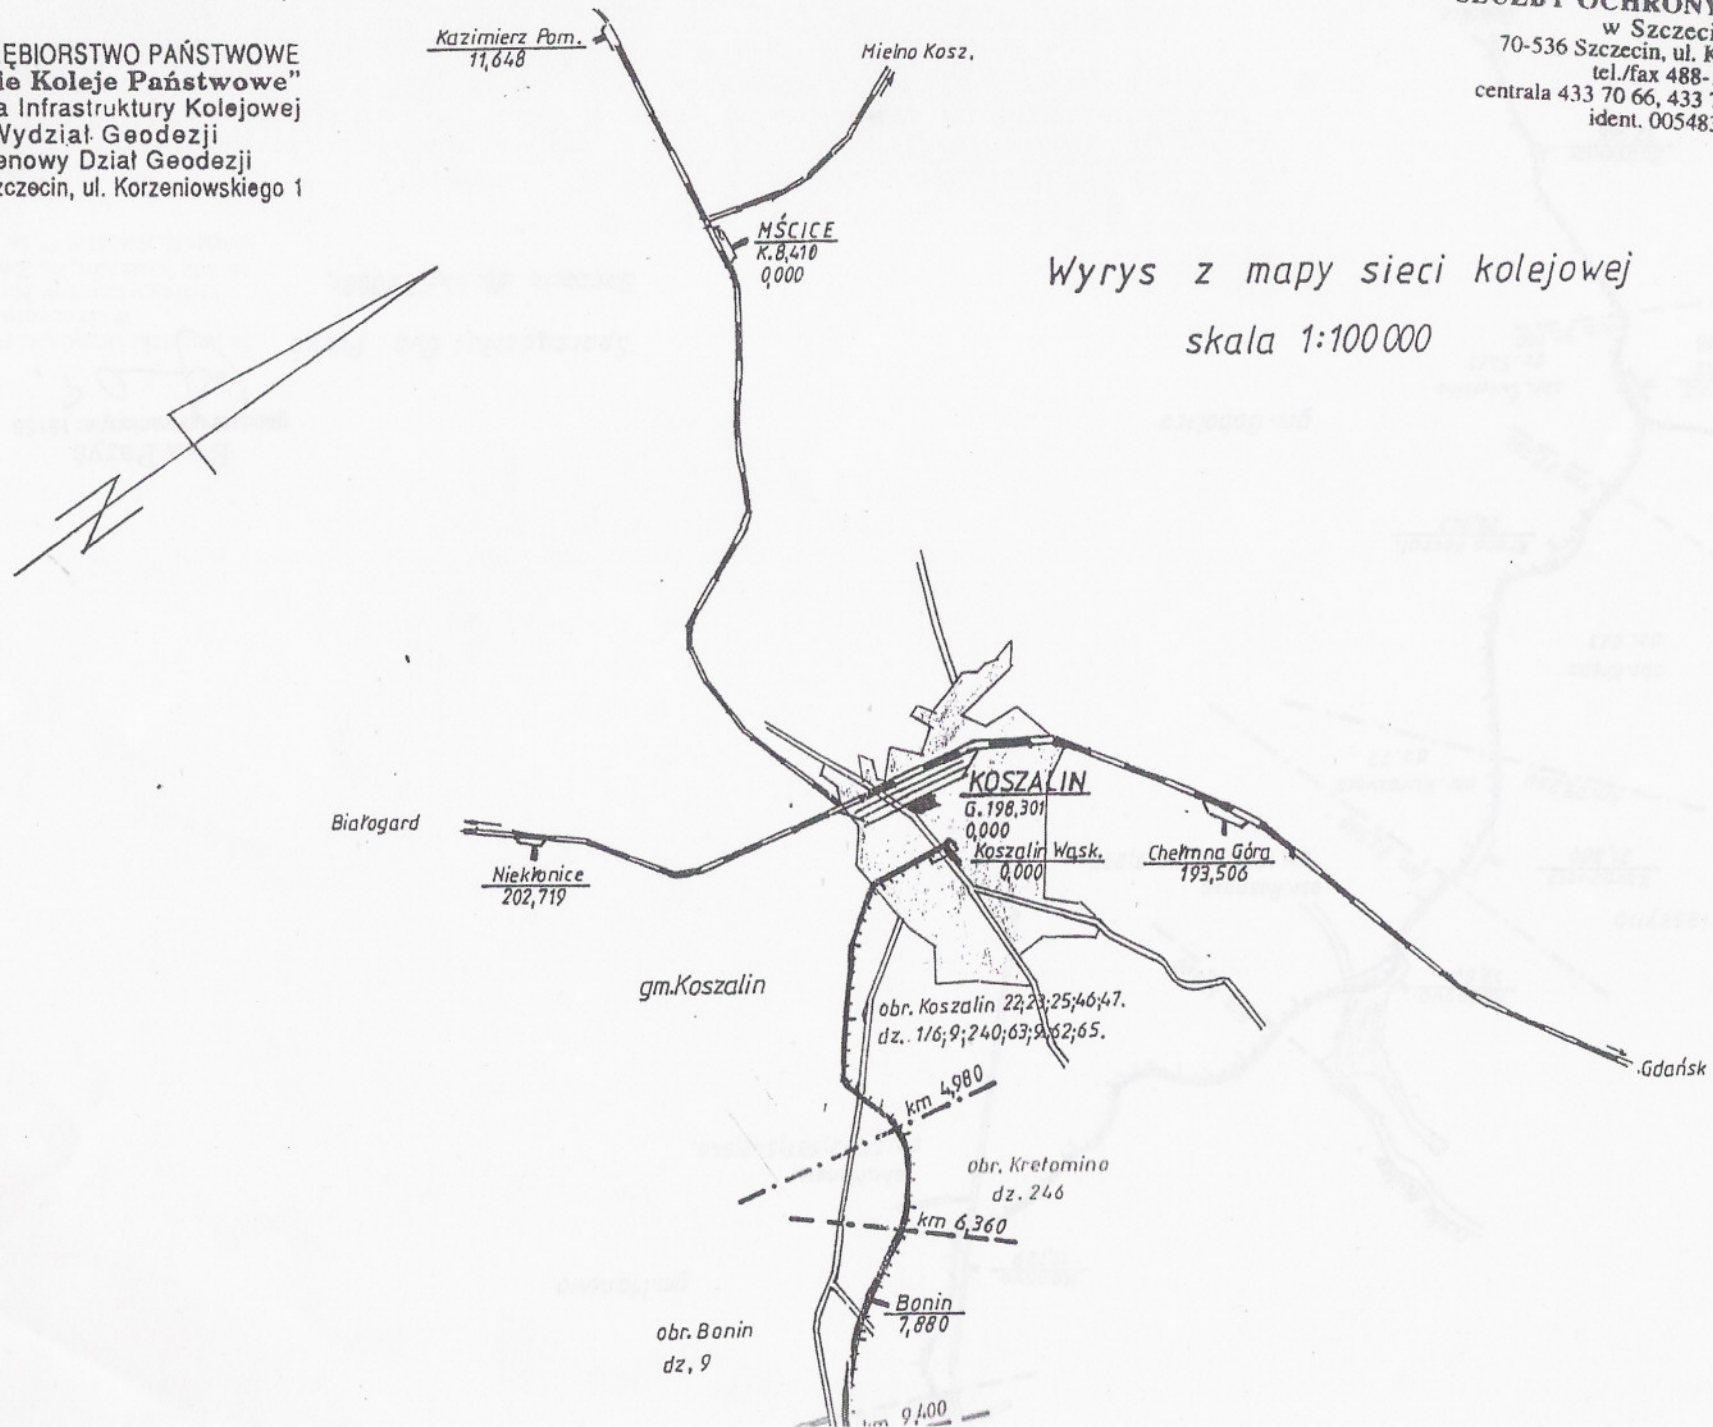 ĘBIORSTWO PAŃSTWOWE
ie Koleje Państwowe"
a Infrastruktury Kolejowej
Wydział Geodezji
enowy Dział Geodezji
zczecin, ul. Korzeniowskiego 1
OCHRONY
w Szczeci
70-536 Szczecin, ul. K
tel./fax 488-
centrala 433 70 66, 433
ident. 00548
Kazimierz Pom.
11,648
Mielno Kosz.
MŚCICE
K.8,410
0,000
Wyrys z mapy sieci kolejowej
skala 1:100000
N
KOSZALIN
G.198,301
0,000
Koszalin Wąsk.
0,000
Chełmna Góra
193,506
Białogard
Niekłonice
202,719
gm.Koszalin
obr. Koszalin 22;23;25;46;47.
dz. 1/6;9;240;63;9;62;65.
Gdańsk
km 4,980
obr. Kretomino
dz. 246
km 6,360
Bonin
7,880
obr. Bonin
dz, 9
km 9,400